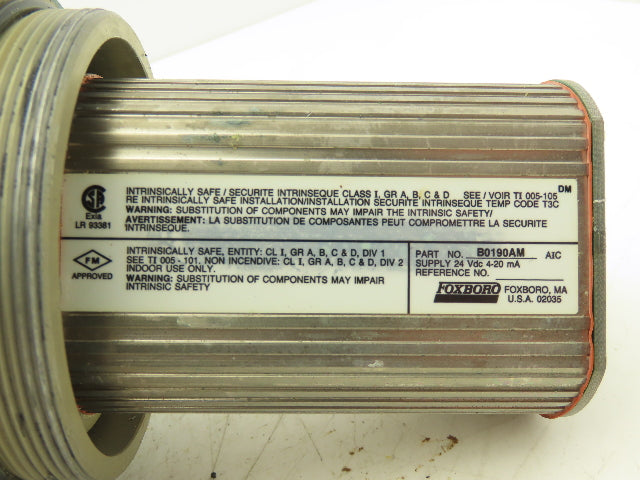 INTRINSICALLY SAFE / SECURITE INTRINSEQUE CLASS I, GR A, B, C & D SEE / VOIR TI 005-105 DM
RE INTRINSICALLY SAFE INSTALLATION/INSTALLATION SECURITE INTRINSEQUE TEMP CODE T3C
WARNING: SUBSTITUTION OF COMPONENTS MAY IMPAIR THE INTRINSIC SAFETY/
AVERTISSEMENT: LA SUBSTITUTION DE COMPOSANTES PEUT COMPROMETTRE LA SECURITE
INTRINSEQUE.
Exia
LR 93381
FM
APPROVED
INTRINSICALLY SAFE, ENTITY: CL I, GR A, B, C & D, DIV 1
SEE TI 005 - 101, NON INCENDIVE: CL I, GR A, B, C & D, DIV 2
INDOOR USE ONLY.
WARNING: SUBSTITUTION OF COMPONENTS MAY IMPAIR
INTRINSIC SAFETY
PART NO. B0190AM AIC
SUPPLY 24 Vdc 4-20 mA
REFERENCE NO.
FOXBORO FOXBORO, MA
U.S.A. 02035